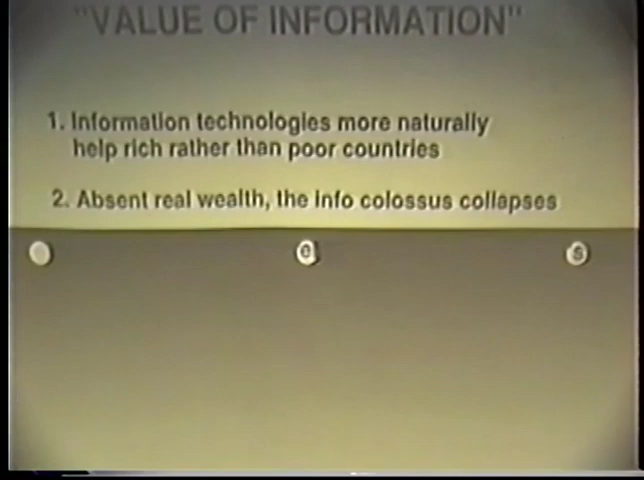 "VALUE OF INFORMATION"
1. Information technologies more naturally
help rich rather than poor countries
2. Absent real wealth, the info colossus collapses